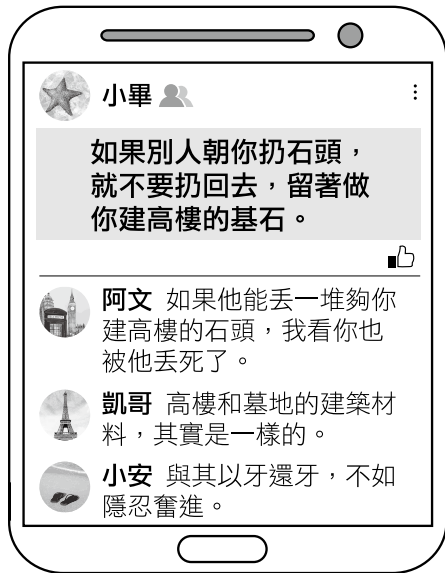 小畢
如果別人朝你扔石頭，
就不要扔回去，留著做
你建高樓的基石。
阿文 如果他能丟一堆夠你
建高樓的石頭，我看你也
被他丟死了。
凱哥 高樓和墓地的建築材
料，其實是一樣的。
小安 與其以牙還牙，不如
隱忍奮進。